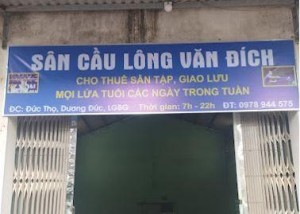 SÂN CẦU LÔNG VĂN ĐÍCH
CHO THUÊ SÂN TẬP, GIAO LƯU
MỌI LỨA TUỔI CÁC NGÀY TRONG TUẦN
ĐC: Đức Thọ, Dương Đức, LGBG Thời gian: 7h - 22h ĐT: 0978 944 578